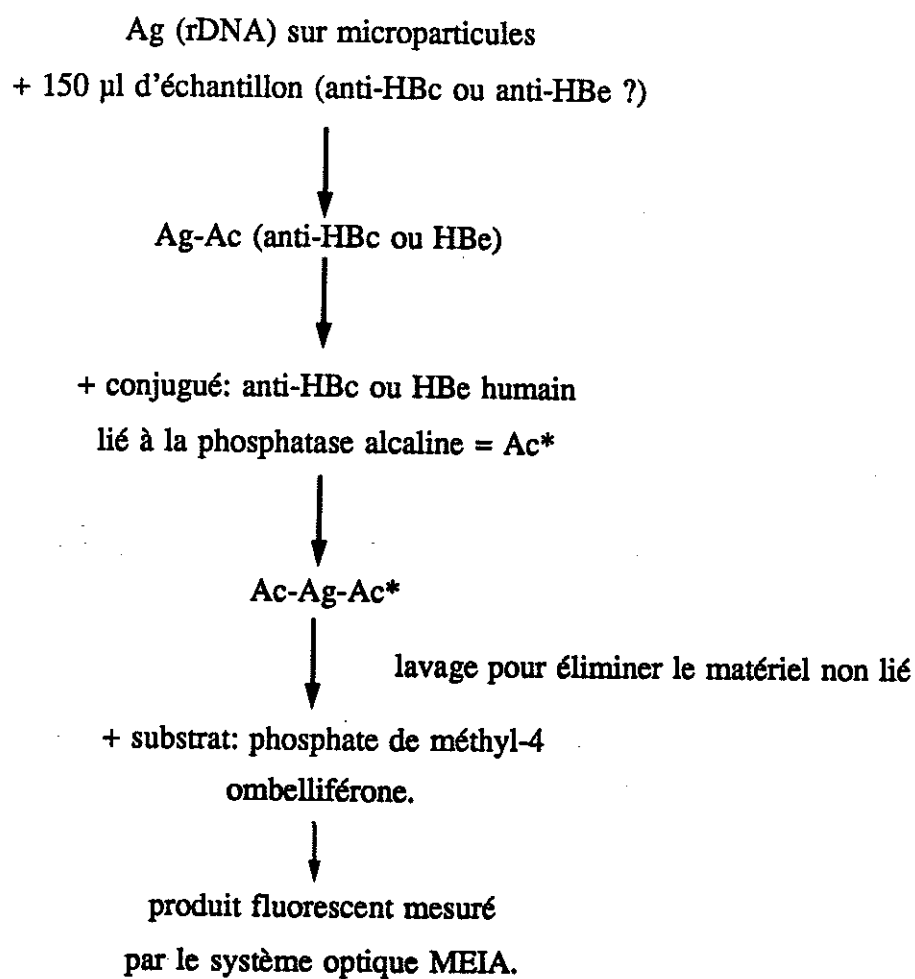 Ag (rDNA) sur microparticules
+ 150 µl d'échantillon (anti-HBc ou anti-HBe ?)
Ag-Ac (anti-HBc ou HBe)
+ conjugué: anti-HBc ou HBe humain
lié à la phosphatase alcaline = Ac*
Ac-Ag-Ac*
lavage pour éliminer le matériel non lié
+ substrat: phosphate de méthyl-4
ombelliférone.
produit fluorescent mesuré
par le système optique MEIA.